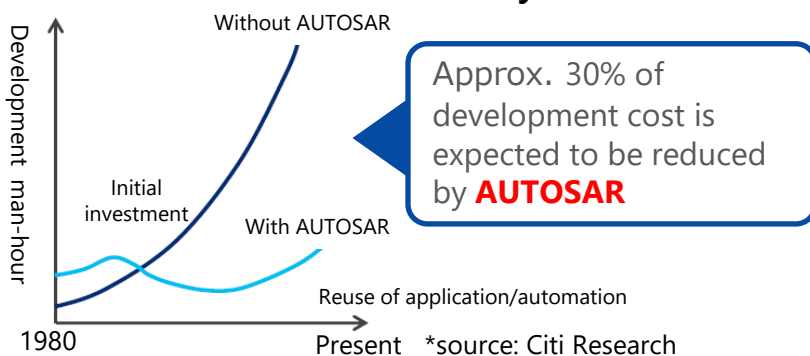 Without AUTOSAR
Development man-hour
Approx. 30% of
development cost is
expected to be reduced
by AUTOSAR
Initial
investment
With AUTOSAR
Reuse of application/automation
1980
Present *source: Citi Research